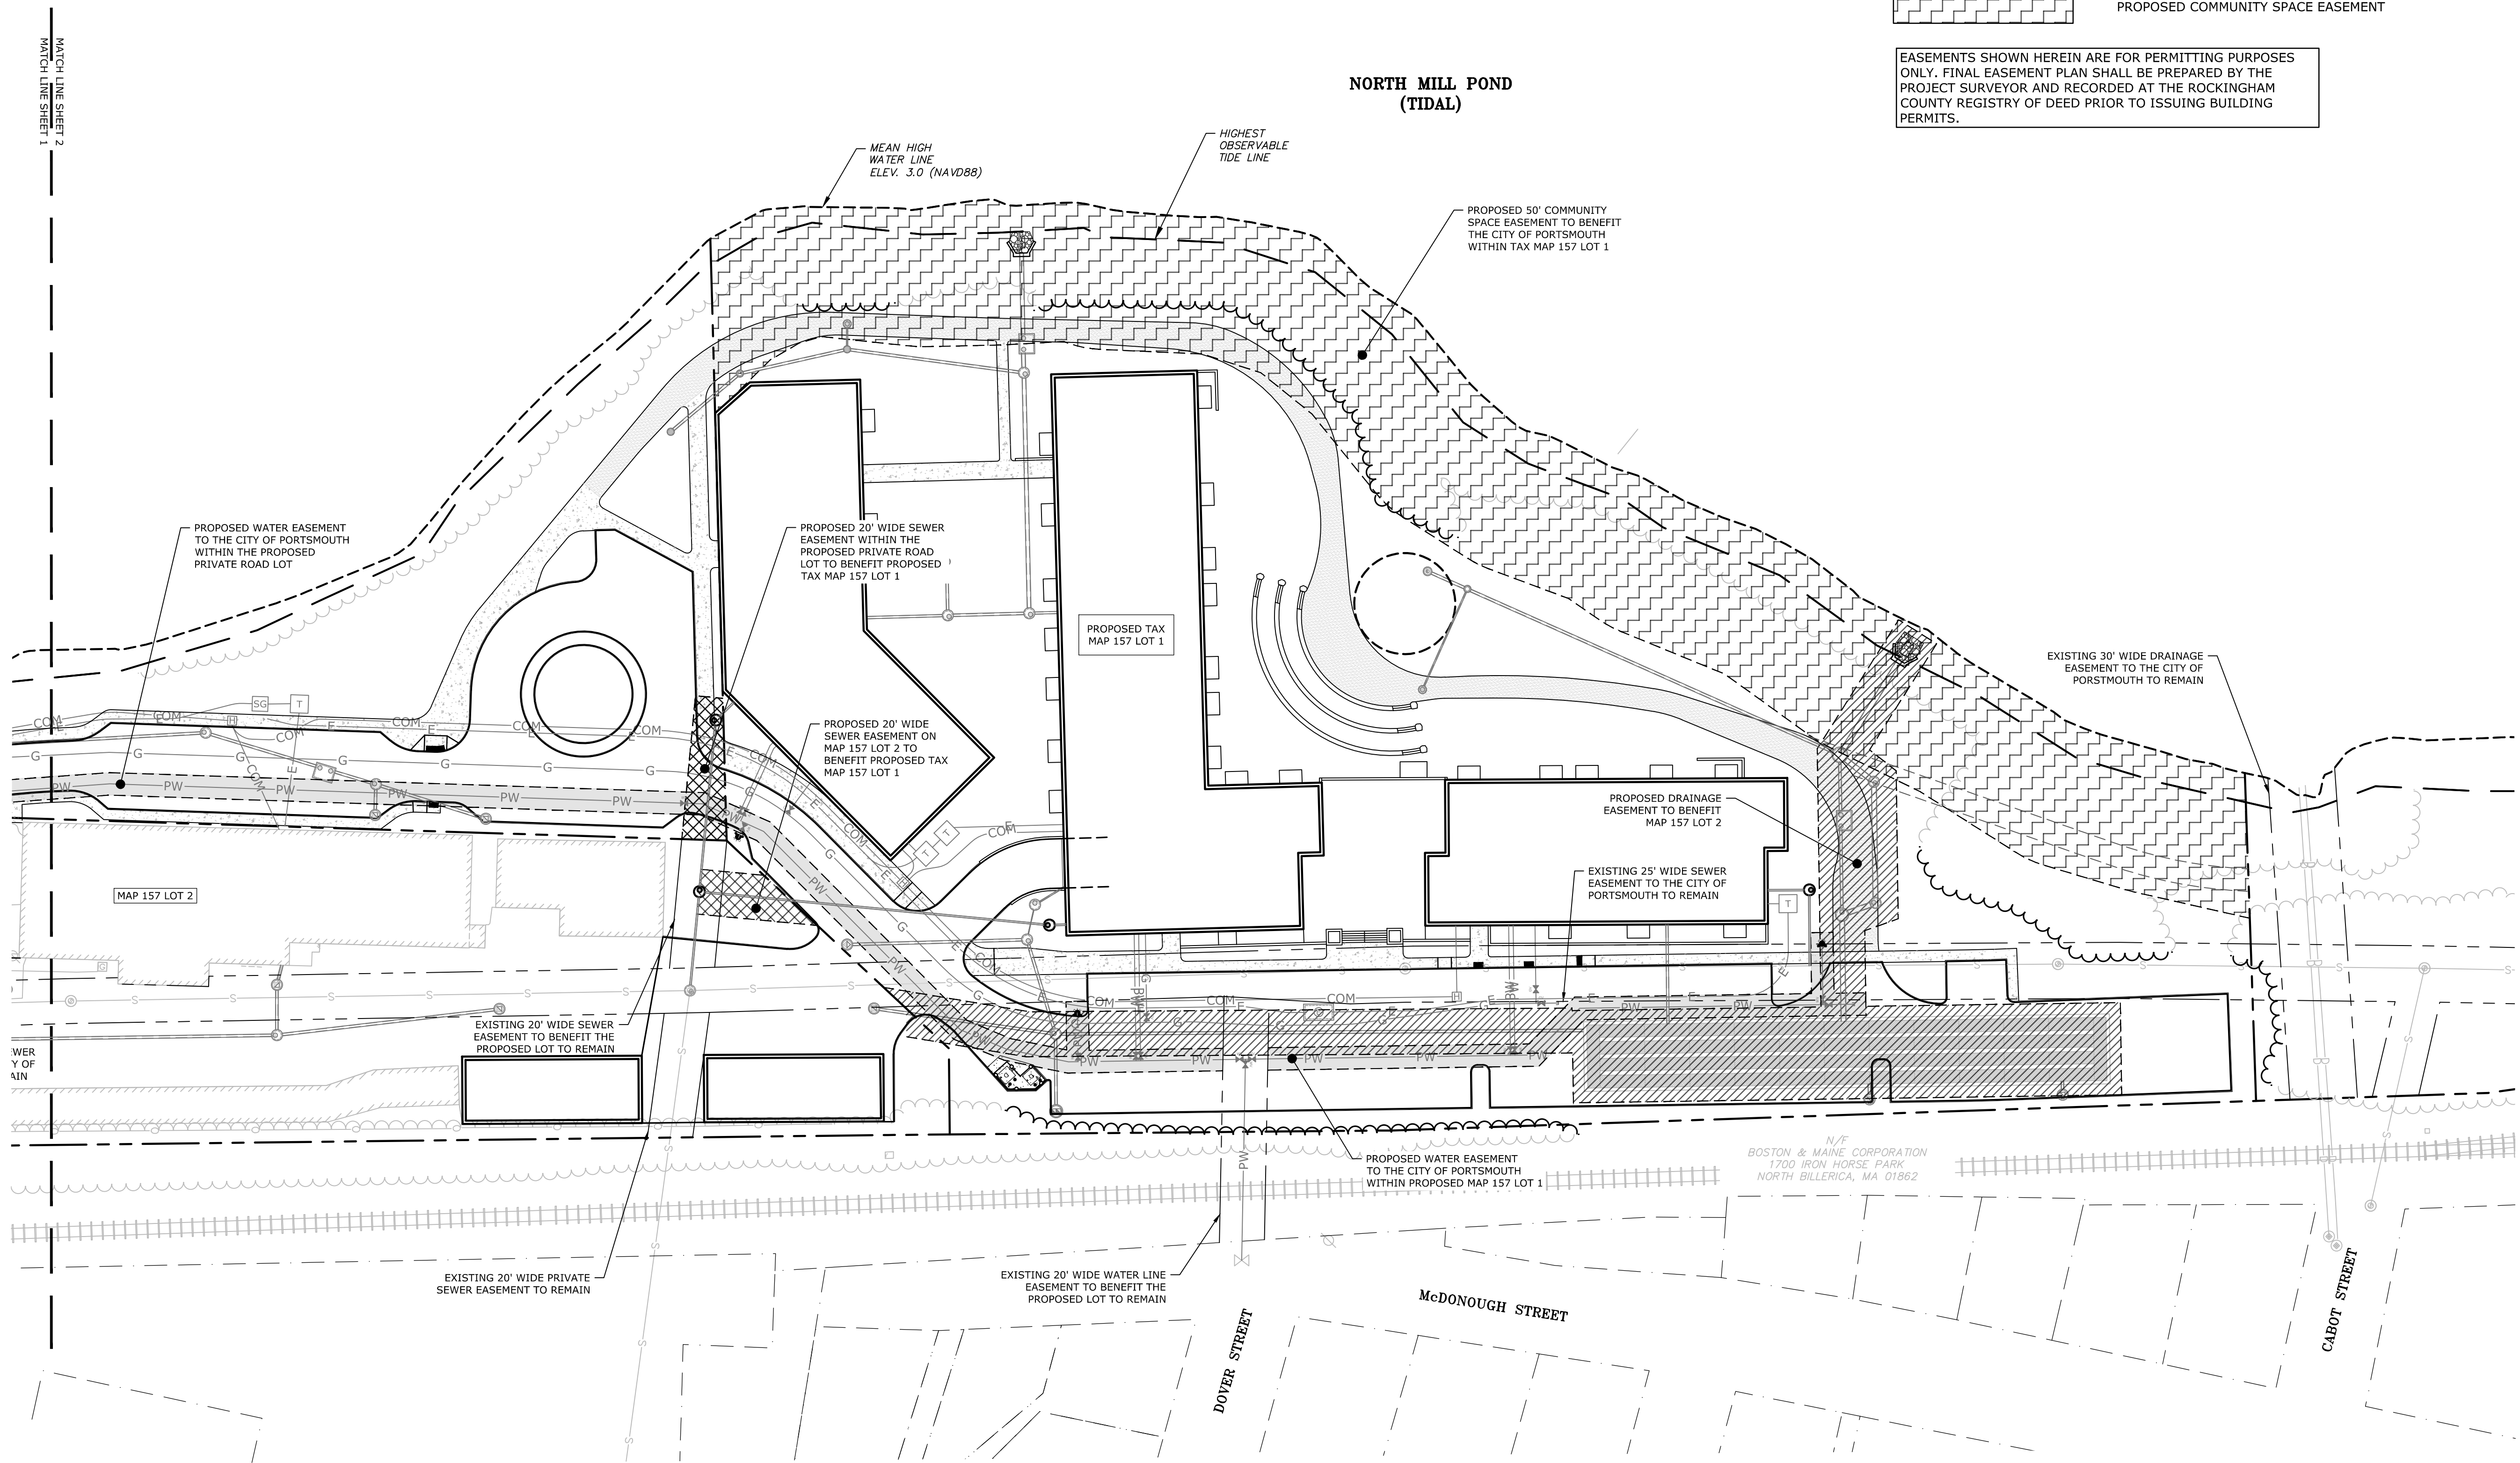 PROPOSED COMMUNITY SPACE EASEMENT
EASEMENTS SHOWN HEREIN ARE FOR PERMITTING PURPOSES
ONLY. FINAL EASEMENT PLAN SHALL BE PREPARED BY THE
PROJECT SURVEYOR AND RECORDED AT THE ROCKINGHAM
COUNTY REGISTRY OF DEED PRIOR TO ISSUING BUILDING
PERMITS.
MATCH LINE SHEET 2
MATCH LINE SHEET 1
NORTH MILL POND
(TIDAL)
MEAN HIGH
WATER LINE
ELEV. 3.0 (NAVD88)
HIGHEST
OBSERVABLE
TIDE LINE
PROPOSED 50' COMMUNITY
SPACE EASEMENT TO BENEFIT
THE CITY OF PORTSMOUTH
WITHIN TAX MAP 157 LOT 1
PROPOSED WATER EASEMENT
TO THE CITY OF PORTSMOUTH
WITHIN THE PROPOSED
PRIVATE ROAD LOT
PROPOSED 20' WIDE SEWER
EASEMENT WITHIN THE
PROPOSED PRIVATE ROAD
LOT TO BENEFIT PROPOSED
TAX MAP 157 LOT 1
PROPOSED TAX
MAP 157 LOT 1
EXISTING 30' WIDE DRAINAGE
EASEMENT TO THE CITY OF
PORSTMOUTH TO REMAIN
PROPOSED 20' WIDE
SEWER EASEMENT ON
MAP 157 LOT 2 TO
BENEFIT PROPOSED TAX
MAP 157 LOT 1
PROPOSED DRAINAGE
EASEMENT TO BENEFIT
MAP 157 LOT 2
EXISTING 25' WIDE SEWER
EASEMENT TO THE CITY OF
PORTSMOUTH TO REMAIN
MAP 157 LOT 2
EXISTING 20' WIDE SEWER
EASEMENT TO BENEFIT THE
PROPOSED LOT TO REMAIN
EWER
Y OF
AIN
PROPOSED WATER EASEMENT
TO THE CITY OF PORTSMOUTH
WITHIN PROPOSED MAP 157 LOT 1
N/F
BOSTON & MAINE CORPORATION
1700 IRON HORSE PARK
NORTH BILLERICA, MA 01862
EXISTING 20' WIDE PRIVATE
SEWER EASEMENT TO REMAIN
EXISTING 20' WIDE WATER LINE
EASEMENT TO BENEFIT THE
PROPOSED LOT TO REMAIN
McDONOUGH STREET
DOVER STREET
CABOT STREET
SG
T
COM
E
G
PW
S